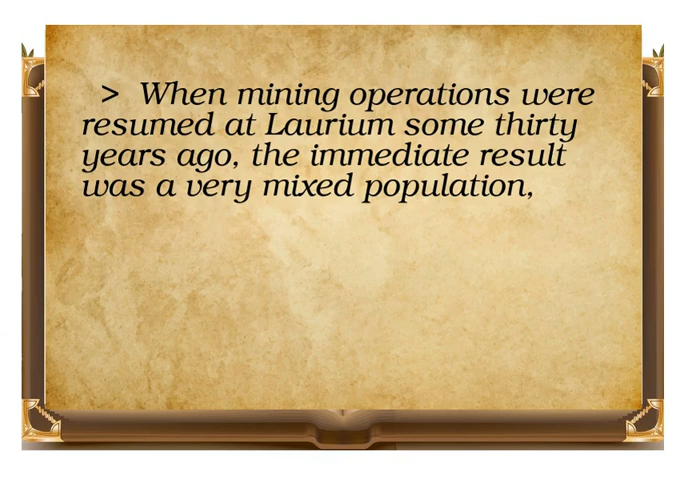 > When mining operations were
resumed at Laurium some thirty
years ago, the immediate result
was a very mixed population,